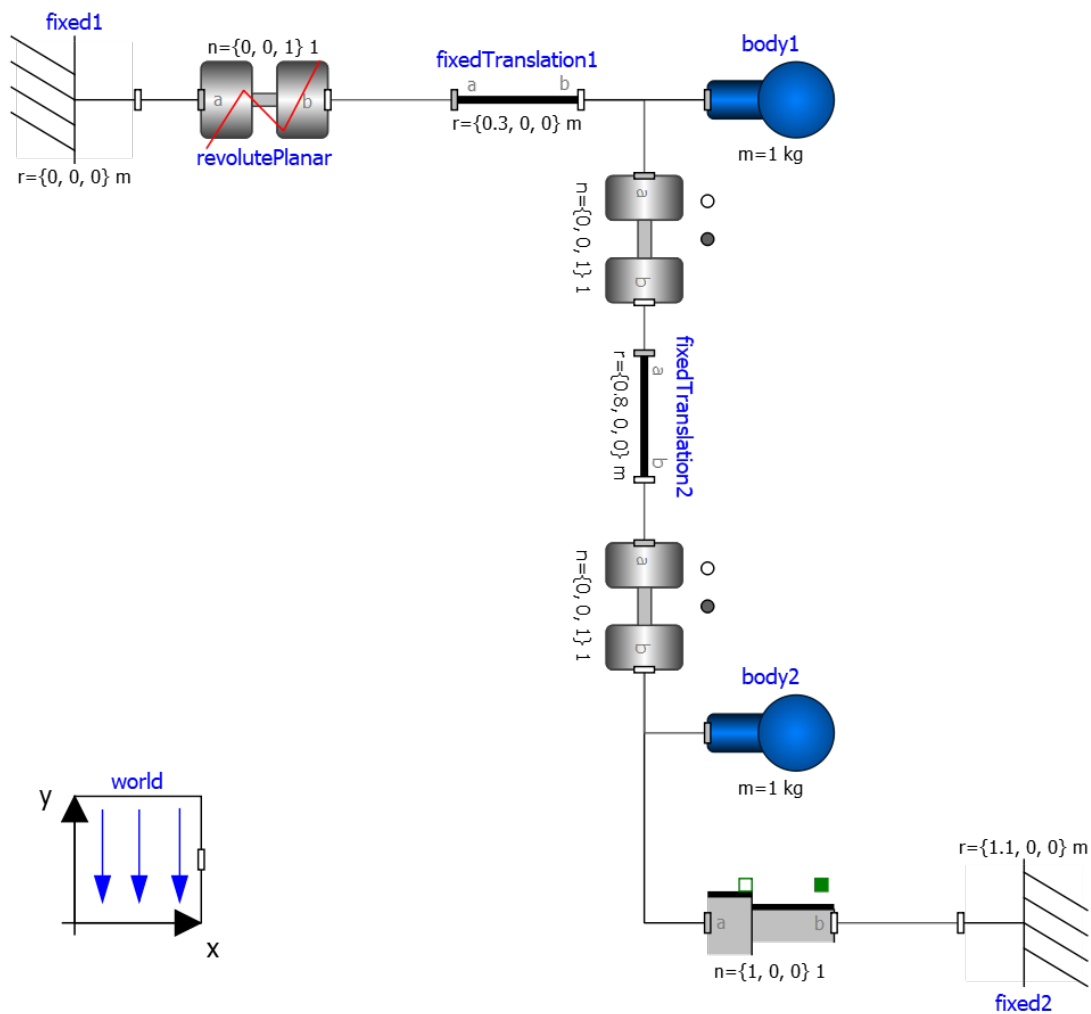 fixed1
n={0, 0, 1} 1
a
b
revolutePlanar
r={0, 0, 0} m
fixedTranslation1
a
b
r={0.3, 0, 0} m
body1
m=1 kg
n={0, 0, 1} 1
a
b
fixedTranslation2
r={0.8, 0, 0} m
a
b
n={0, 0, 1} 1
a
b
body2
m=1 kg
world
y
x
r={1.1, 0, 0} m
a
b
n={1, 0, 0} 1
fixed2